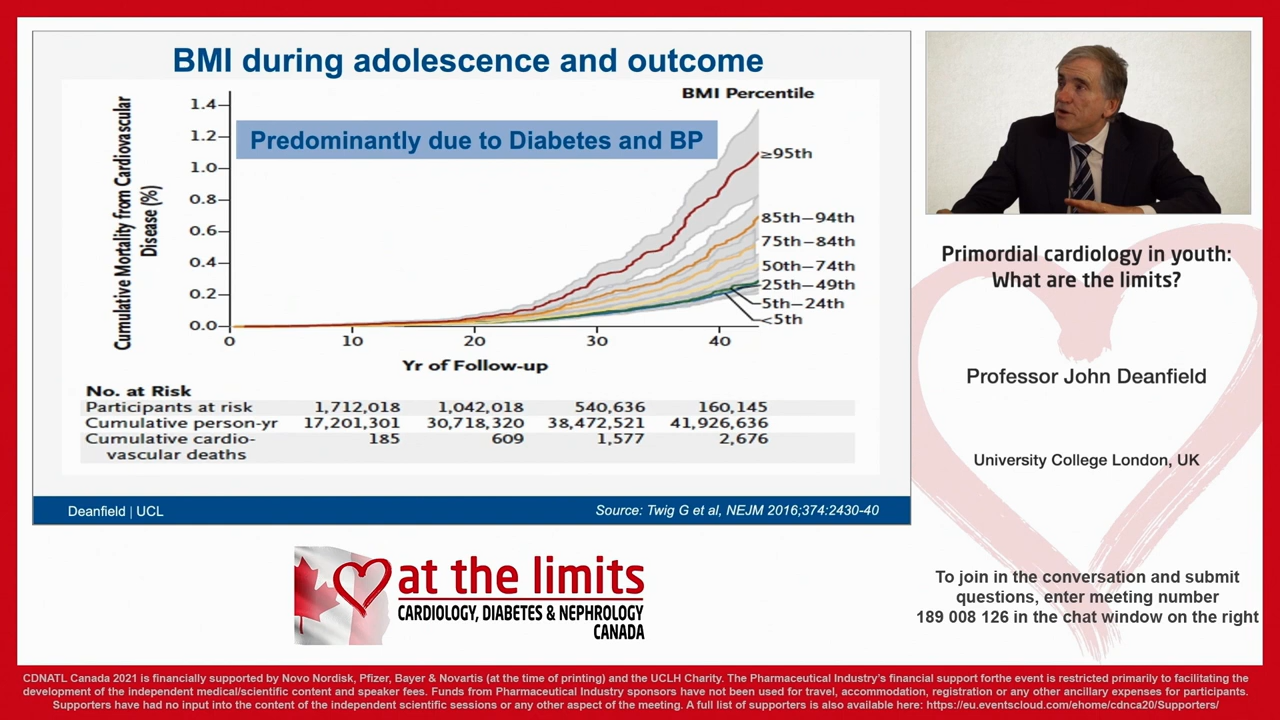 BMI during adolescence and outcome
Cumulative Mortality from Cardiovascular
Disease (%)
1.4
1.2
1.0
0.8
0.6
0.4
0.2
0.0
0
10
20
30
40
Yr of Follow-up
Predominantly due to Diabetes and BP
BMI Percentile
≥95th
85th–94th
75th–84th
50th–74th
25th–49th
5th–24th
<5th
No. at Risk
Participants at risk 1,712,018 1,042,018 540,636 160,145
Cumulative person-yr 17,201,301 30,718,320 38,472,521 41,926,636
Cumulative cardio- 185 609 1,577 2,676
vascular deaths
Deanfield | UCL
Source: Twig G et al, NEJM 2016;374:2430-40
Primordial cardiology in youth:
What are the limits?
Professor John Deanfield
University College London, UK
To join in the conversation and submit
questions, enter meeting number
189 008 126 in the chat window on the right
at the limits
CARDIOLOGY, DIABETES & NEPHROLOGY
CANADA
CDNATL Canada 2021 is financially supported by Novo Nordisk, Pfizer, Bayer & Novartis (at the time of printing) and the UCLH Charity. The Pharmaceutical Industry's financial support forthe event is restricted primarily to facilitating the
development of the independent medical/scientific content and speaker fees. Funds from Pharmaceutical Industry sponsors have not been used for travel, accommodation, registration or any other ancillary expenses for participants.
Supporters have had no input into the content of the independent scientific sessions or any other aspect of the meeting. A full list of supporters is also available here: https://eu.eventscloud.com/ehome/cdnca20/Supporters/